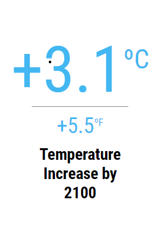 +3.1°C
+5.5°F
Temperature
Increase by
2100